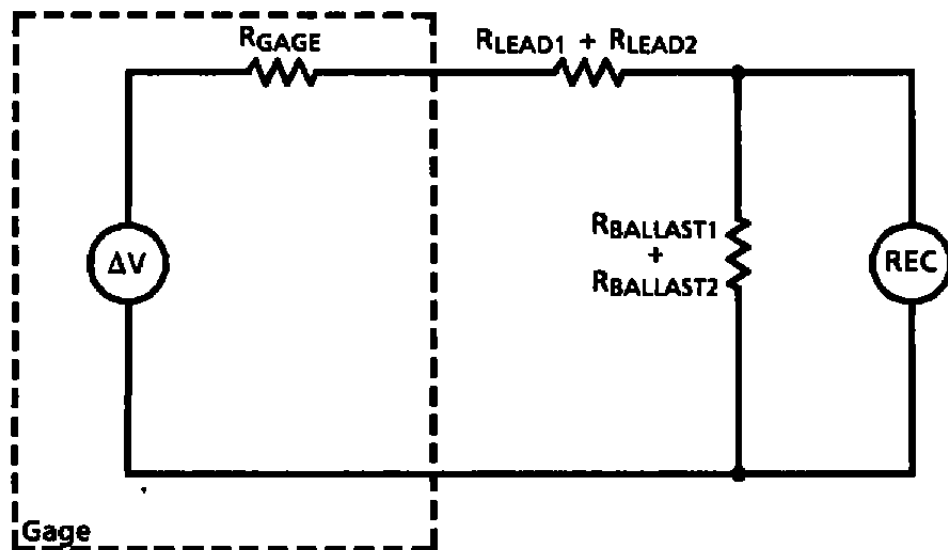 RGAGE
RLEAD1 + RLEAD2
ΔV
RBALLAST1
+
RBALLAST2
REC
Gage